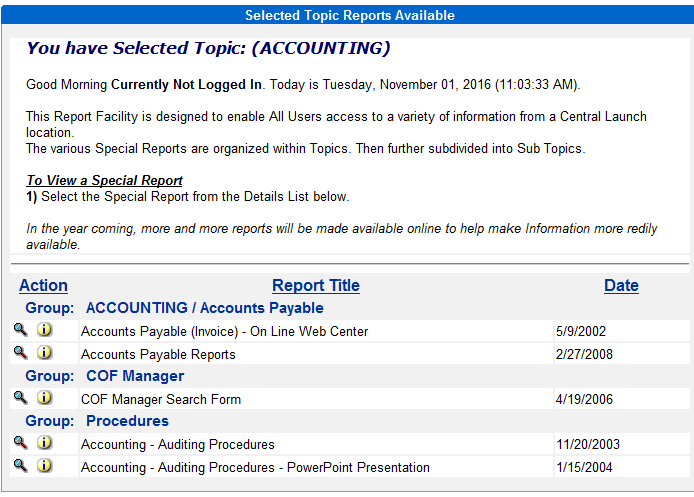 Selected Topic Reports Available
You have Selected Topic: (ACCOUNTING)
Good Morning Currently Not Logged In. Today is Tuesday, November 01, 2016 (11:03:33 AM).
This Report Facility is designed to enable All Users access to a variety of information from a Central Launch
location.
The various Special Reports are organized within Topics. Then further subdivided into Sub Topics.
To View a Special Report
1) Select the Special Report from the Details List below.
In the year coming, more and more reports will be made available online to help make Information more redily
available.
Action Report Title Date
Group: ACCOUNTING / Accounts Payable
Accounts Payable (Invoice) - On Line Web Center 5/9/2002
Accounts Payable Reports 2/27/2008
Group: COF Manager
COF Manager Search Form 4/19/2006
Group: Procedures
Accounting - Auditing Procedures 11/20/2003
Accounting - Auditing Procedures - PowerPoint Presentation 1/15/2004